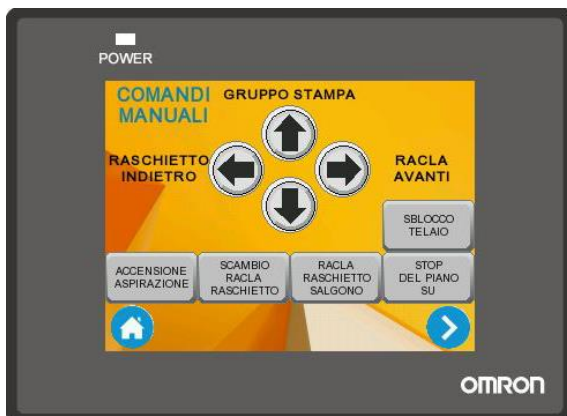 POWER
COMANDI
MANUALI
GRUPPO STAMPA
RASCHIETTO
INDIETRO
RACLA
AVANTI
SBLOCCO
TELAIO
ACCENSIONE
ASPIRAZIONE
SCAMBIO
RACLA
RASCHIETTO
RACLA
RASCHIETTO
SALGONO
STOP
DEL PIANO
SU
OMRON